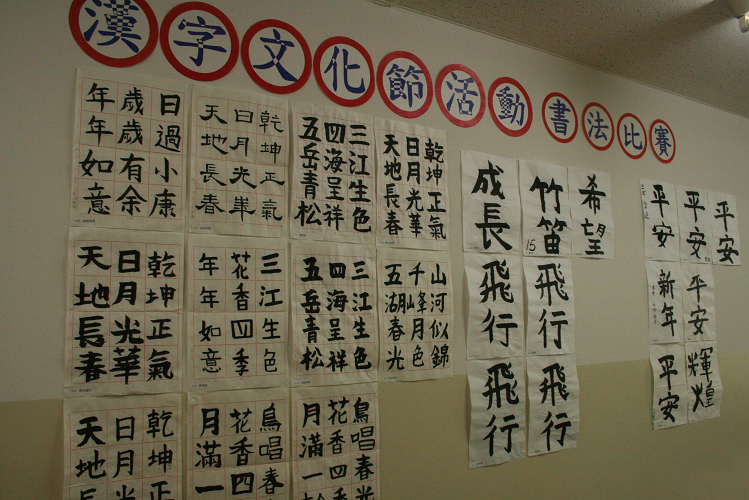 漢字文化節活動書法比賽
日過小康
歲歲有余
年年如意
乾坤正氣
日月光
天地長春
三江生色
四海呈祥
五岳青松
乾坤正氣
日月光華
天地長春
成長
竹笛
15
希望
平安
平安
平安
乾坤正氣
日月光華
天地長春
三江生色
花香四季
年年如意
三江生色
四海呈祥
五岳青松
山河似錦
千峰月色
五湖春光
飛行
飛行
新年
平安
乾坤正
日月光
天地長
鳥唱春
花香四
月滿一
鳥唱春光
花香四季
月滿一
飛行
飛行
平安
輝煌